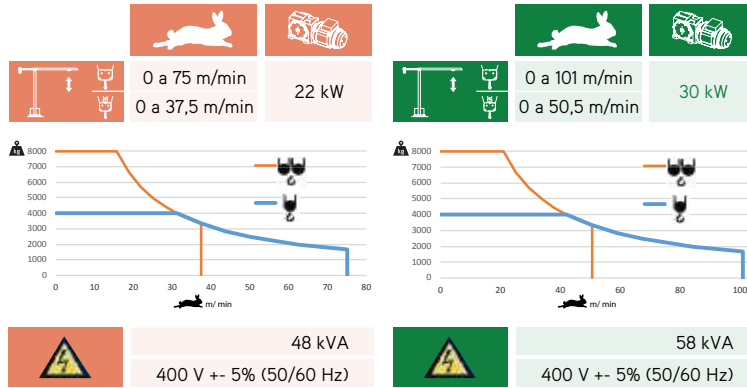 0 a 75 m/min
0 a 37,5 m/min
22 kW
kg
8000
7000
6000
5000
4000
3000
2000
1000
0
0 10 20 30 40 50 60 70 80
m/ min
48 kVA
400 V +- 5% (50/60 Hz)
0 a 101 m/min
0 a 50,5 m/min
30 kW
kg
8000
7000
6000
5000
4000
3000
2000
1000
0
0 20 40 60 80 100
m/ min
58 kVA
400 V +- 5% (50/60 Hz)